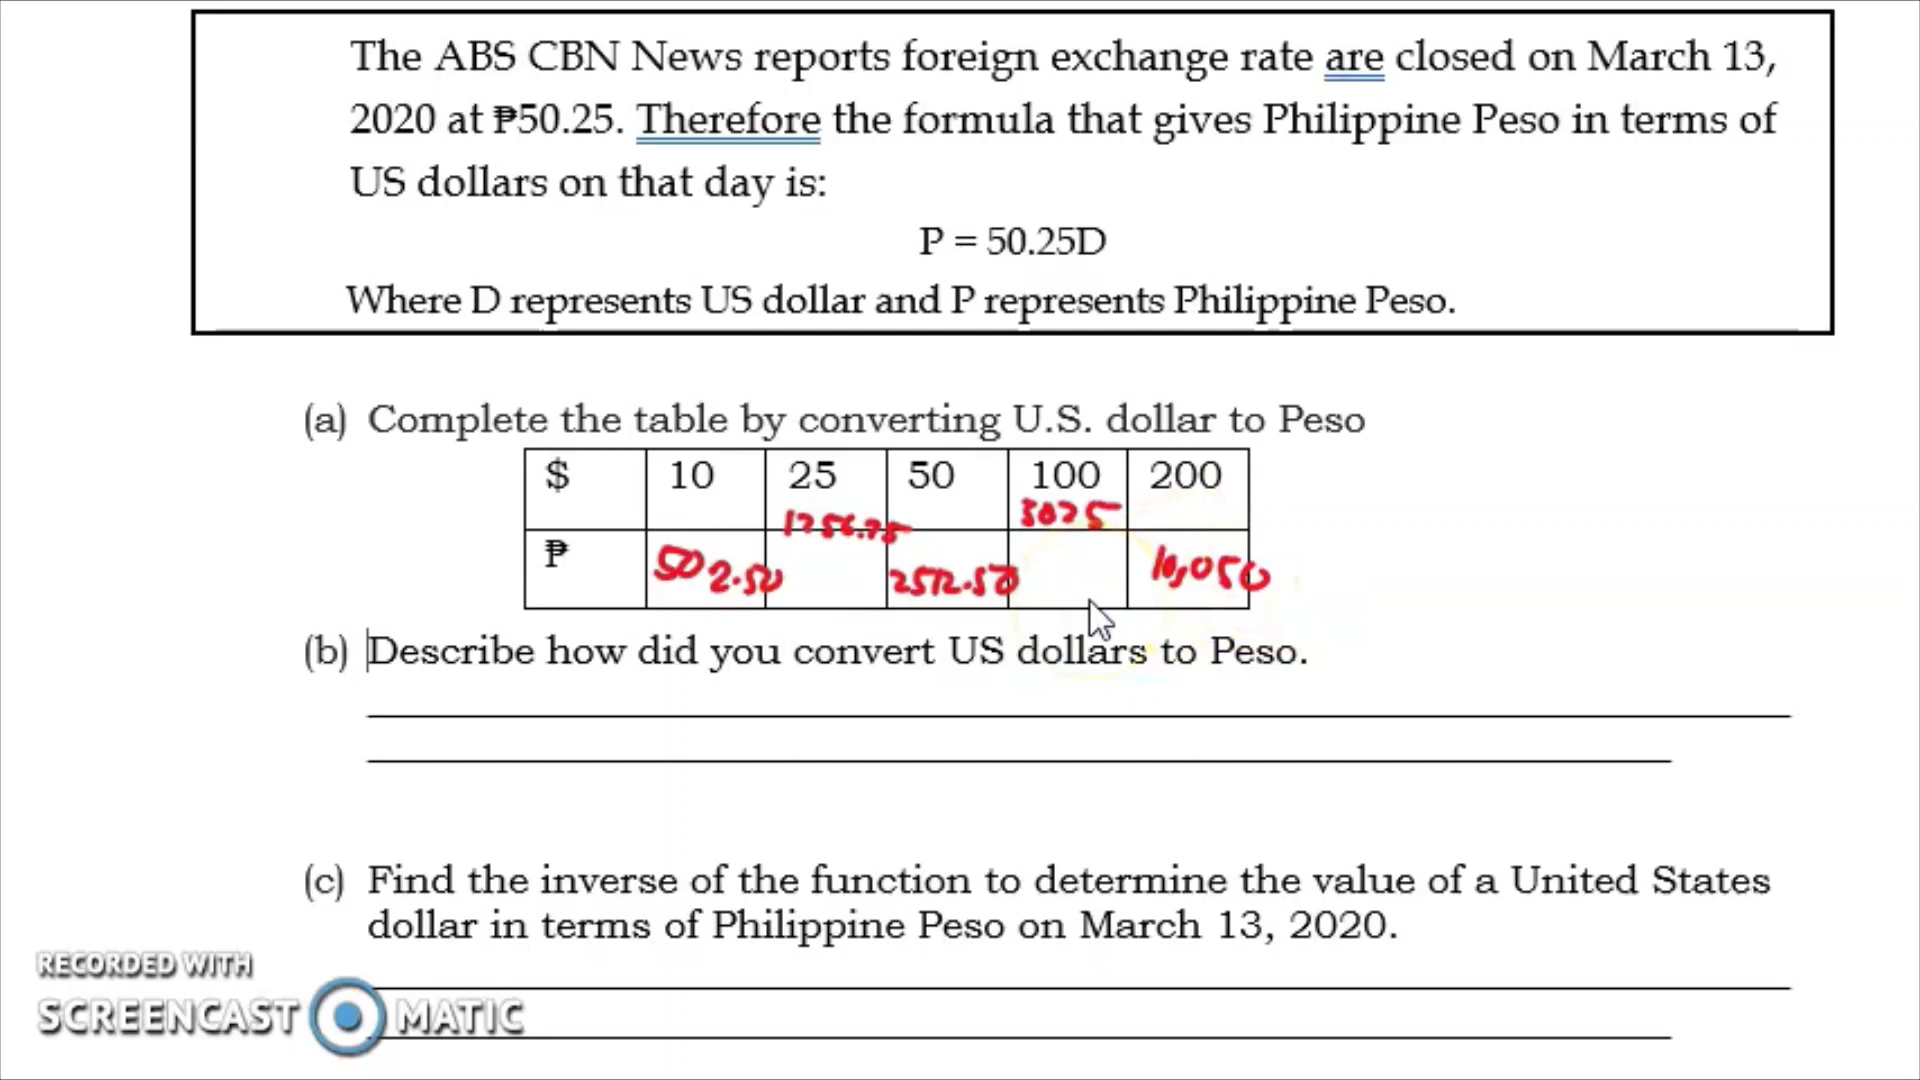 The ABS CBN News reports foreign exchange rate are closed on March 13,
2020 at ₱50.25. Therefore the formula that gives Philippine Peso in terms of
US dollars on that day is:
P = 50.25D
Where D represents US dollar and P represents Philippine Peso.
(a) Complete the table by converting U.S. dollar to Peso
$ 10 25 50 100 200
1256.25 5025
₱ 502.50 2512.50 10,050
(b) Describe how did you convert US dollars to Peso.
(c) Find the inverse of the function to determine the value of a United States
dollar in terms of Philippine Peso on March 13, 2020.
RECORDED WITH
SCREENCAST MATIC